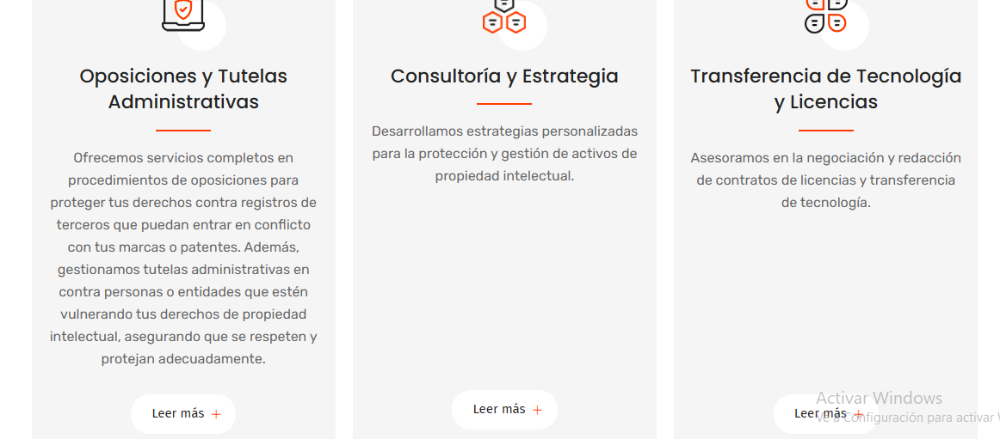 Oposiciones y Tutelas
Administrativas
Ofrecemos servicios completos en
procedimientos de oposiciones para
proteger tus derechos contra registros de
terceros que puedan entrar en conflicto
con tus marcas o patentes. Además,
gestionamos tutelas administrativas en
contra personas o entidades que estén
vulnerando tus derechos de propiedad
intelectual, asegurando que se respeten y
protejan adecuadamente.
Leer más +
Consultoría y Estrategia
Desarrollamos estrategias personalizadas
para la protección y gestión de activos de
propiedad intelectual.
Leer más +
Transferencia de Tecnología
y Licencias
Asesoramos en la negociación y redacción
de contratos de licencias y transferencia
de tecnología.
Leer más +
Activar Windows
Ve a Configuración para activar W